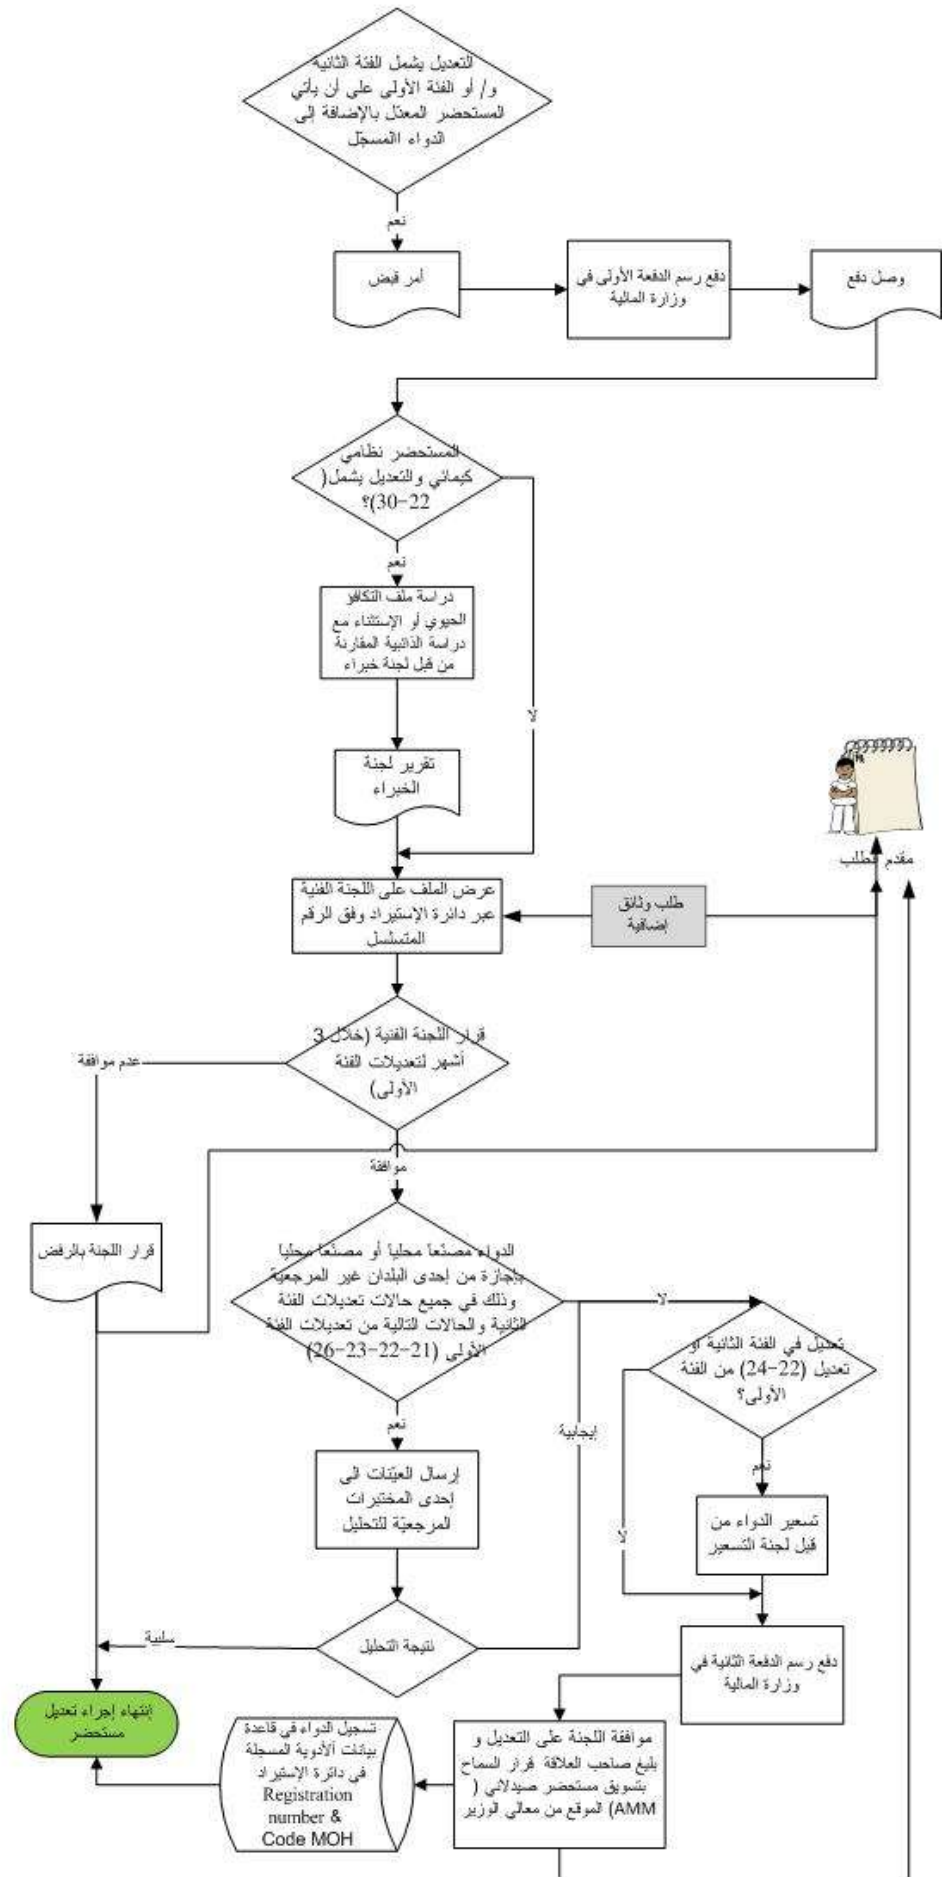 التعديل يشمل الفئة الثانية
و/ أو الفئة الأولى على أن يأتي
المستحضر المعدّل بالإضافة إلى
الدواء االمسجّل
نعم
أمر قبض
دفع رسم الدفعة الأولى في
وزارة المالية
وصل دفع
المستحضر نظامي
كيمائي والتعديل يشمل(
22-30)؟
نعم
لا
دراسة ملف التكافؤ
الحيوي أو الإستثناء مع
دراسة الذائبية المقارنة
من قبل لجنة خبراء
تقرير لجنة
الخبراء
مقدم الطلب
عرض الملف على اللجنة الفنية
عبر دائرة الإستيراد وفق الرقم
المتسلسل
طلب وثائق
إضافية
قرار اللجنة الفنية (خلال 3
أشهر لتعديلات الفئة
الأولى)
عدم موافقة
موافقة
قرار اللجنة بالرفض
الدواء مصنّعاً محلياً أو مصنّعاً محلياً
بإجازة من إحدى البلدان غير المرجعية
وذلك في جميع حالات تعديلات الفئة
الثانية والحالات التالية من تعديلات الفئة
الأولى (21-22-23-26)
لا
نعم
تعديل في الفئة الثانية او
تعديل (22-24) من الفئة
الأولى؟
إيجابية
نعم
لا
إرسال العيّنات الى
إحدى المختبرات
المرجعيّة للتحليل
تسعير الدواء من
قبل لجنة التسعير
نتيجة التحليل
سلبية
دفع رسم الدفعة الثانية في
وزارة المالية
إنتهاء إجراء تعديل
مستحضر
تسجيل الدواء في قاعدة
بيانات ألأدوية المسجلة
في دائرة الإستيراد
Registration
number &
Code MOH
موافقة اللجنة على التعديل و
يبلغ صاحب العلاقة قرار السماح
بتسويق مستحضر صيدلاني (
AMM) الموقع من معالي الوزير